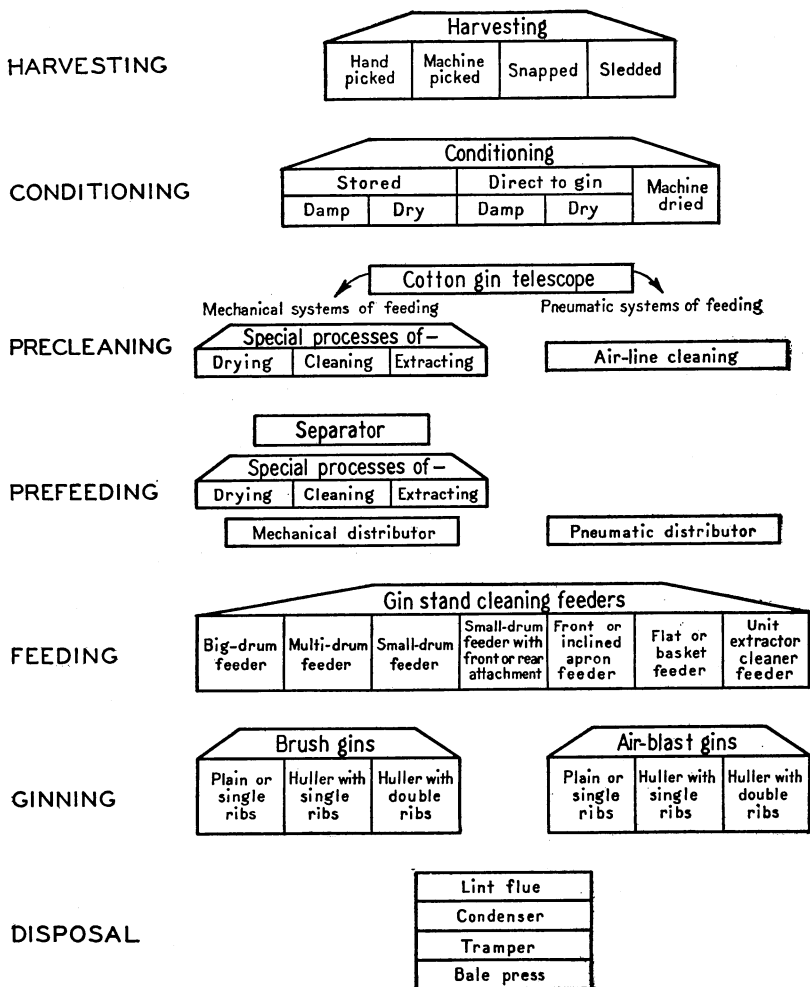 HARVESTING
Harvesting
Hand picked
Machine picked
Snapped
Sledded
CONDITIONING
Conditioning
Stored
Direct to gin
Machine dried
Damp
Dry
Damp
Dry
Cotton gin telescope
Mechanical systems of feeding
Pneumatic systems of feeding
PRECLEANING
Special processes of—
Drying
Cleaning
Extracting
Air-line cleaning
Separator
PREFEEDING
Special processes of—
Drying
Cleaning
Extracting
Mechanical distributor
Pneumatic distributor
FEEDING
Gin stand cleaning feeders
Big-drum
feeder
Multi-drum
feeder
Small-drum
feeder
Small-drum
feeder with
front or rear
attachment
Front or
inclined
apron
feeder
Flat or
basket
feeder
Unit
extractor
cleaner
feeder
GINNING
Brush gins
Plain or
single
ribs
Huller with
single
ribs
Huller with
double
ribs
Air-blast gins
Plain or
single
ribs
Huller with
single
ribs
Huller with
double
ribs
DISPOSAL
Lint flue
Condenser
Tramper
Bale press